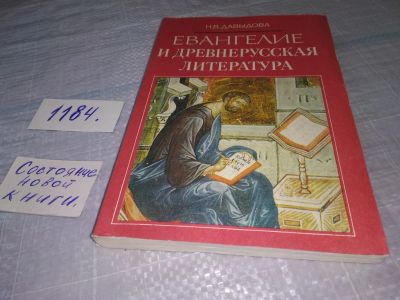 Н.В.ДАВЫДОВА
ЕВАНГЕЛИЕ
И ДРЕВНЕРУССКАЯ
ЛИТЕРАТУРА
1184.
Состояние
новой
книги.